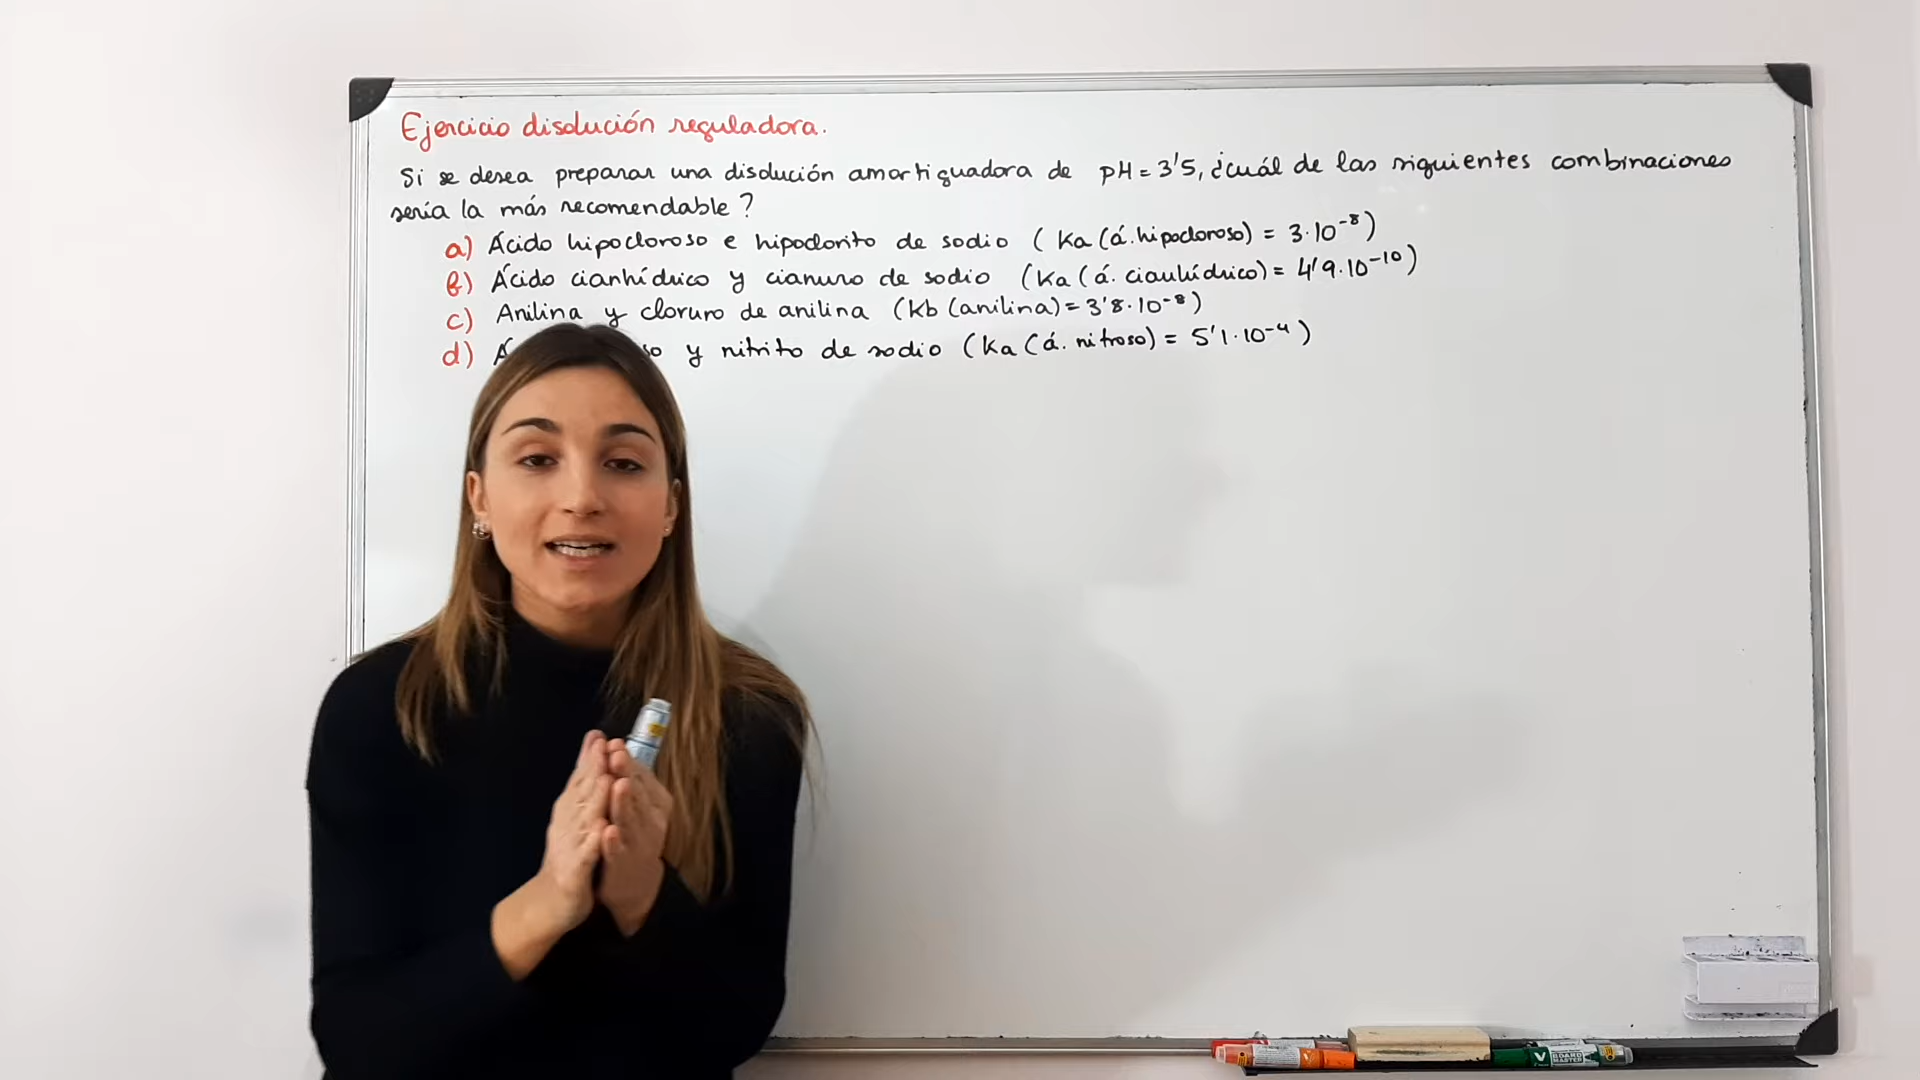 Ejercicio disolución reguladora.
Si se desea preparar una disolución amortiguadora de pH = 3'5, ¿cuál de las siguientes combinaciones
sería la más recomendable?
a) Ácido hipocloroso e hipoclorito de sodio ( Ka (á. hipocloroso) = 3·10⁻⁸)
b) Ácido cianhídrico y cianuro de sodio (Ka (á. cianhídrico) = 4'9·10⁻¹⁰)
c) Anilina y cloruro de anilina (Kb (anilina) = 3'8·10⁻⁸)
d) y nitrito de sodio (Ka (á. nitroso) = 5'1·10⁻⁴)
V BOARD MASTER